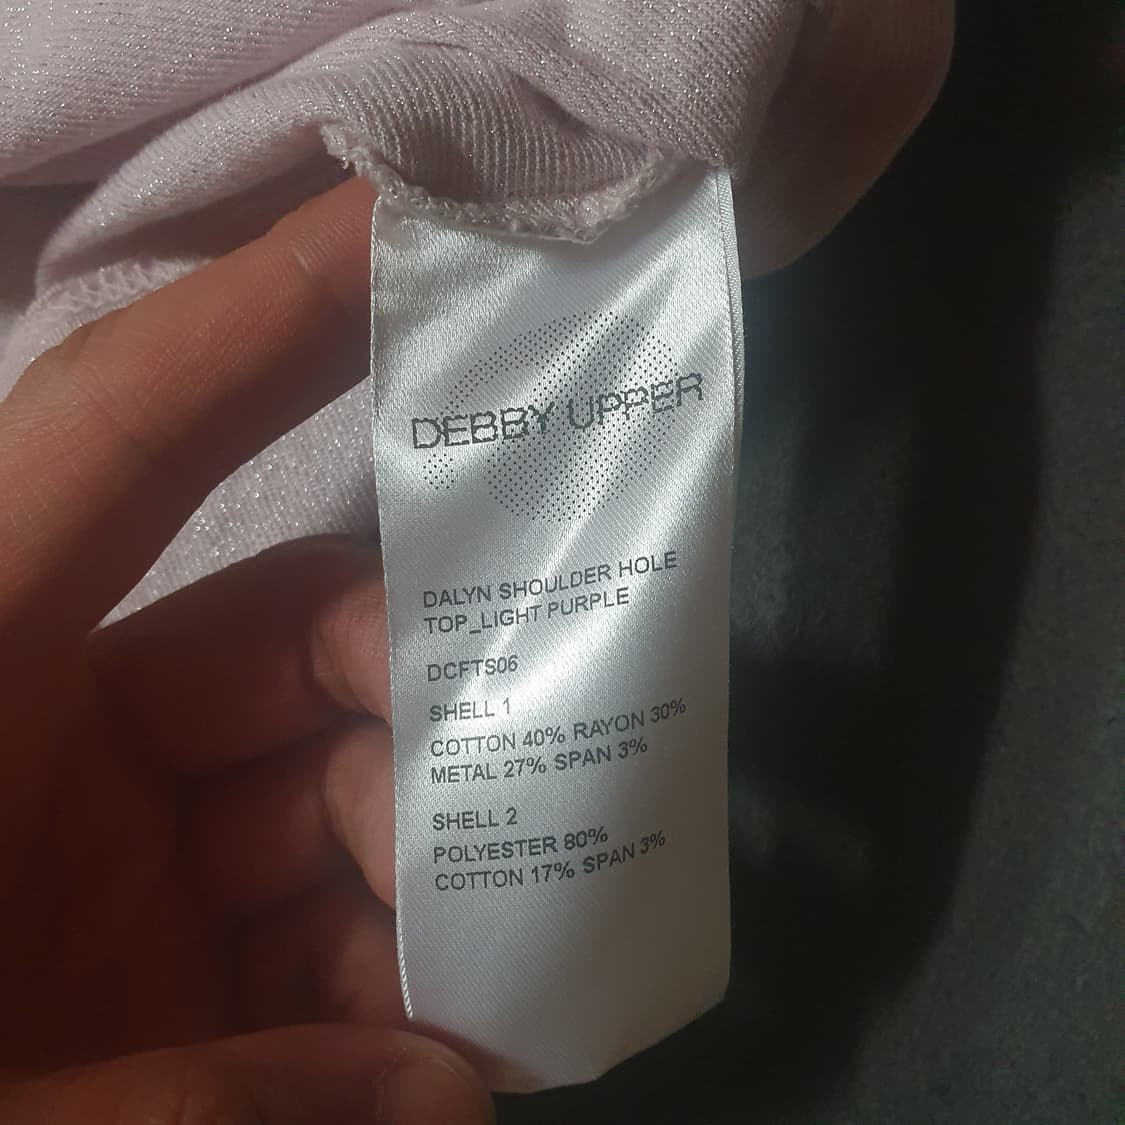 DEBBY UPPER
DALYN SHOULDER HOLE
TOP_LIGHT PURPLE
DCFTS06
SHELL 1
COTTON 40% RAYON 30%
METAL 27% SPAN 3%
SHELL 2
POLYESTER 80%
COTTON 17% SPAN 3%